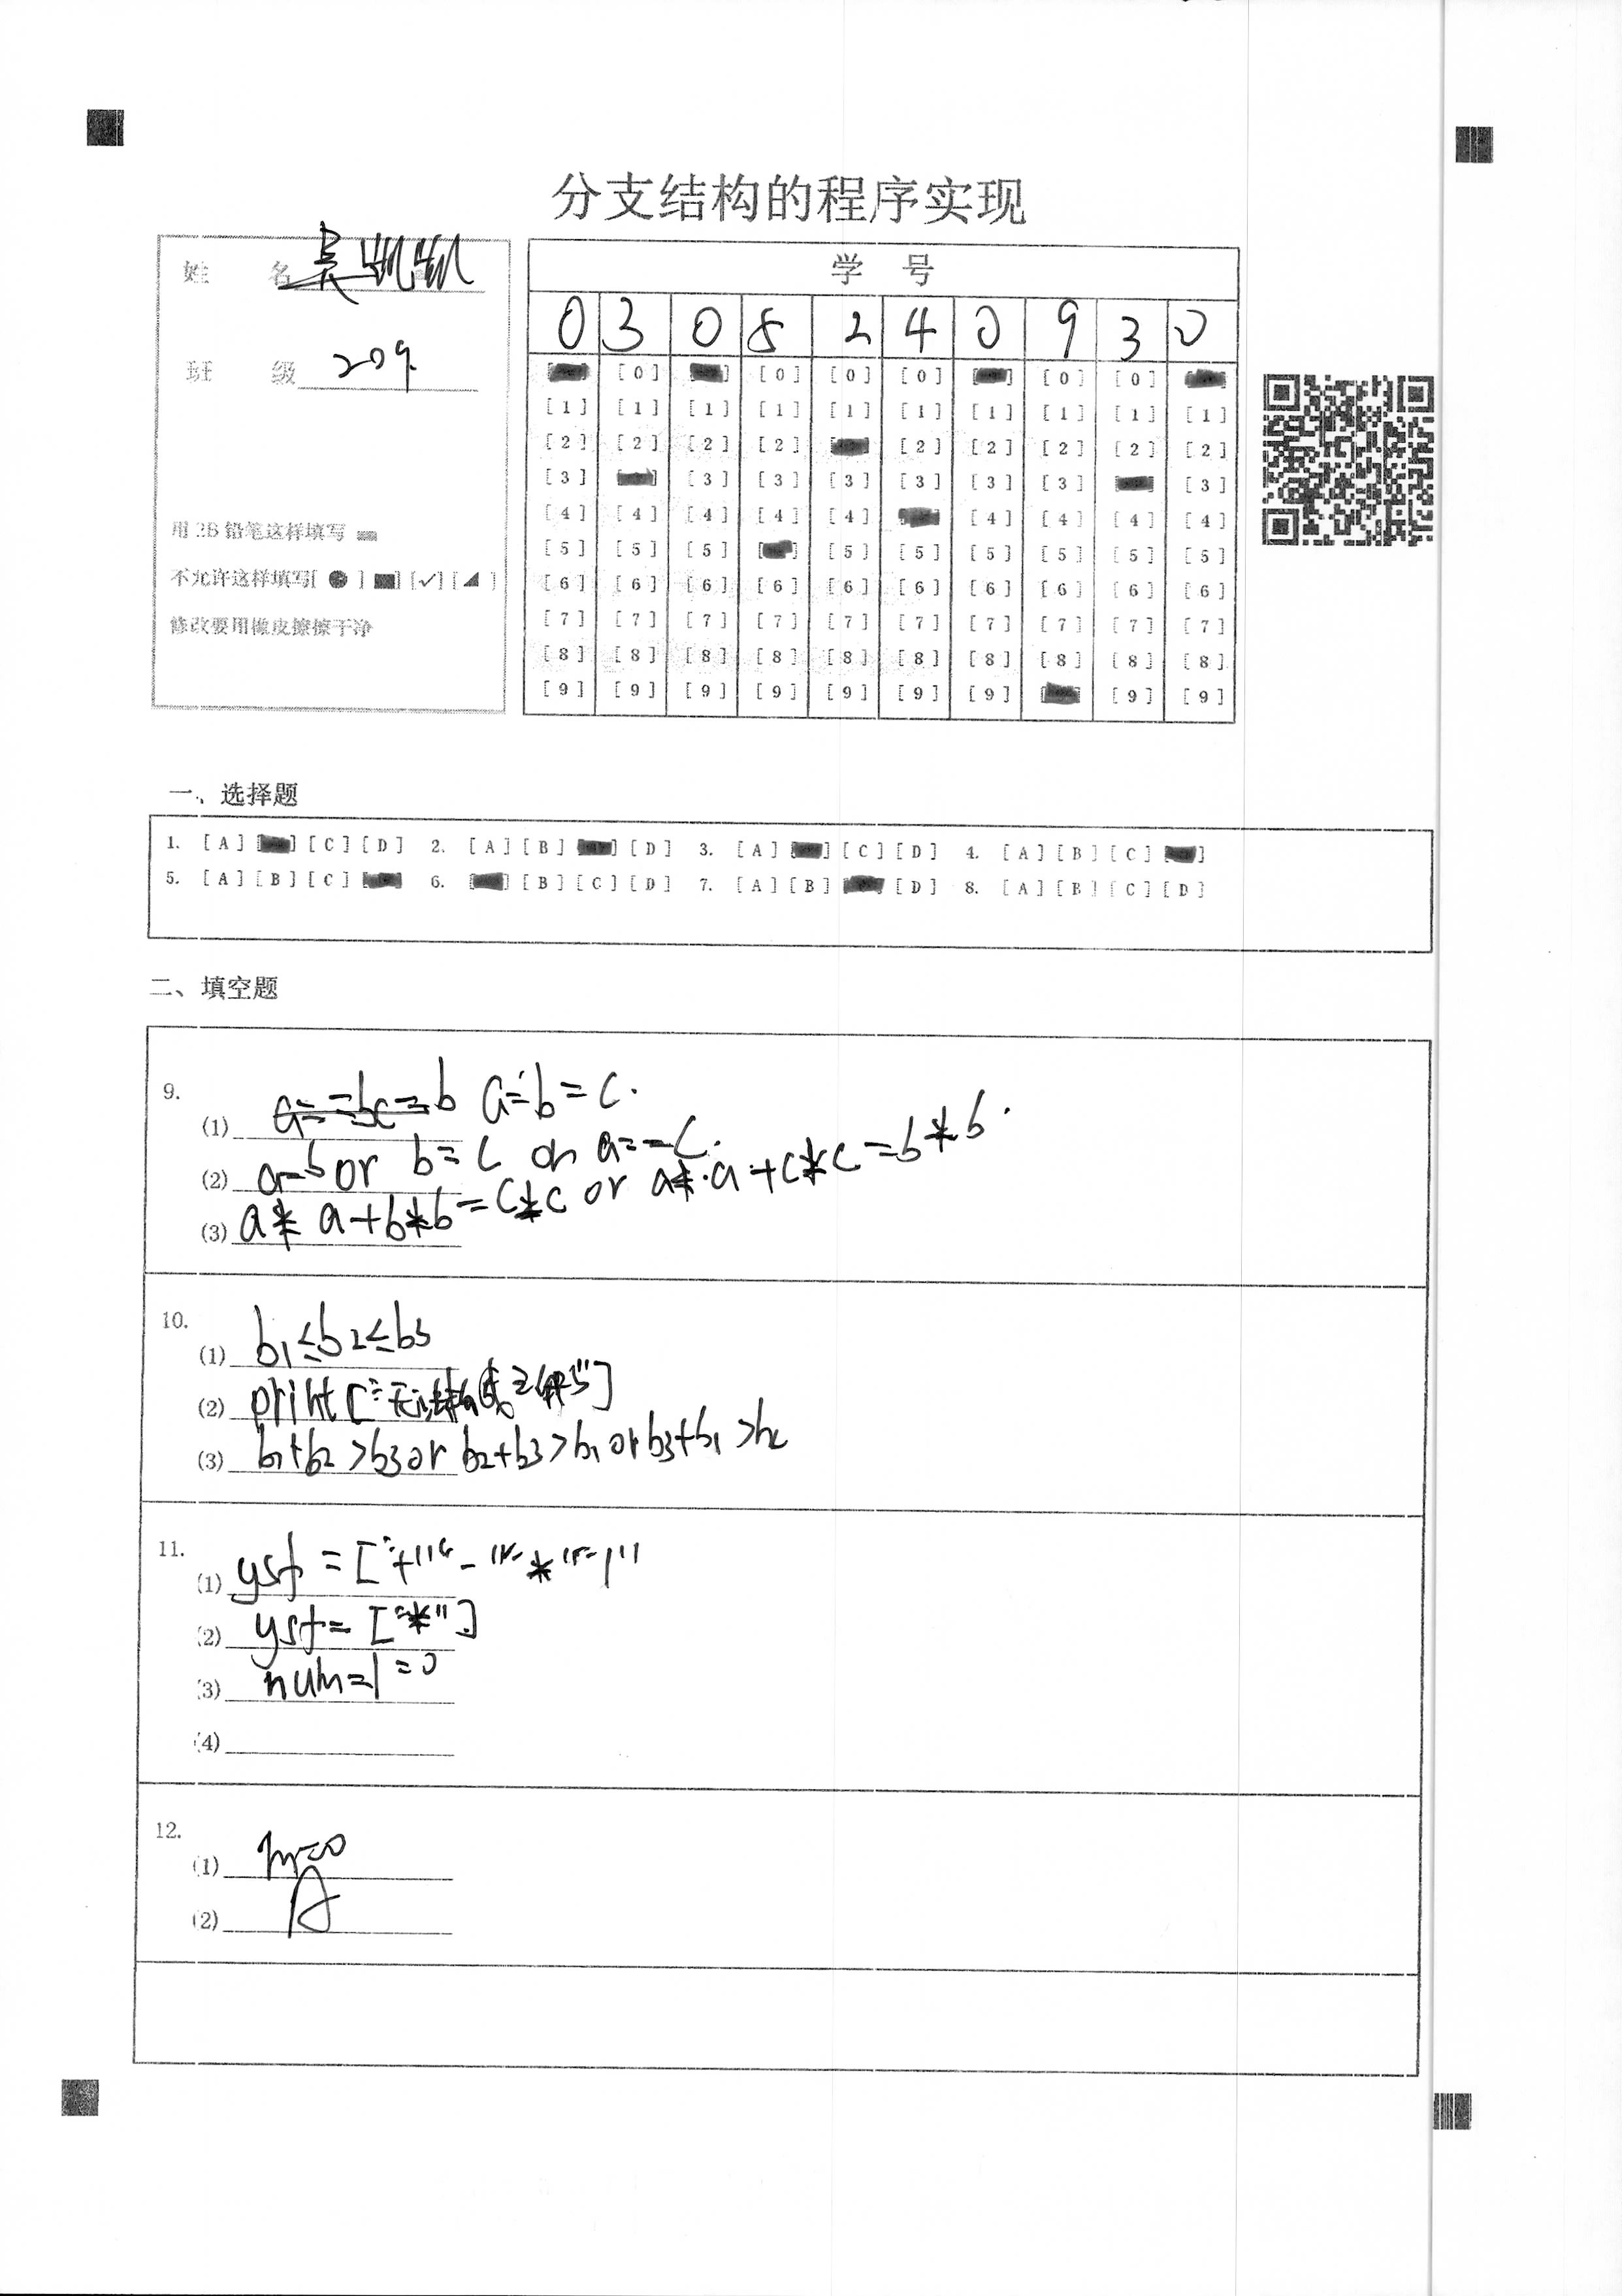 分支结构的程序实现
姓 名 吴
班 级 209.
用 2B 铅笔这样填写
不允许这样填写[ ● ] ■] [✓] [◢ ]
修改要用橡皮擦擦干净
学 号
0 3 0 8 2 4 0 9 3 0
[0] [0] [0] [0] [0] [0]
[1] [1] [1] [1] [1] [1] [1] [1] [1] [1]
[2] [2] [2] [2] [2] [2] [2] [2] [2]
[3] [3] [3] [3] [3] [3] [3] [3]
[4] [4] [4] [4] [4] [4] [4] [4] [4]
[5] [5] [5] [5] [5] [5] [5] [5] [5]
[6] [6] [6] [6] [6] [6] [6] [6] [6] [6]
[7] [7] [7] [7] [7] [7] [7] [7] [7] [7]
[8] [8] [8] [8] [8] [8] [8] [8] [8] [8]
[9] [9] [9] [9] [9] [9] [9] [9] [9]
一、选择题
1. [A] [C] [D] 2. [A] [B] [D] 3. [A] [C] [D] 4. [A] [B] [C]
5. [A] [B] [C] 6. [B] [C] [D] 7. [A] [B] [D] 8. [A] [B] [C] [D]
二、填空题
9.
(1) a=b=c.
(2) a=b or b=c or a==c.
(3) a* a+b*b=c*c or a*a+c*c=b*b.
10.
(1) b1≤b2≤b3
(2) print["无法构成三角形"]
(3) b1+b2>b3 or b2+b3>b1 or b3+b1>b2
11.
(1) ysf=["+""-""*""/"
(2) ysf=["*"]
(3) num=1=0
(4)
12.
(1) m=0
(2) A